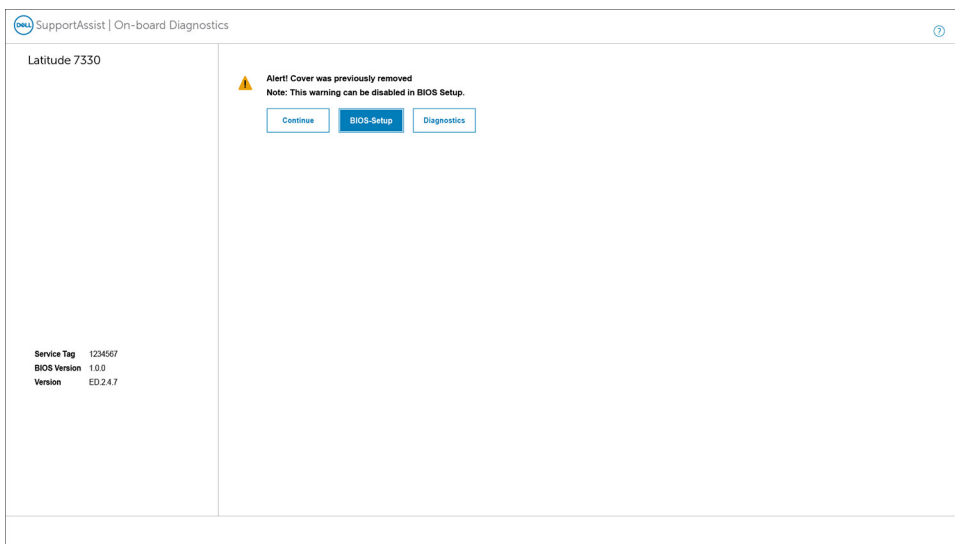 DELL SupportAssist | On-board Diagnostics
?
Latitude 7330
Alert! Cover was previously removed
Note: This warning can be disabled in BIOS Setup.
Continue BIOS-Setup Diagnostics
Service Tag 1234567
BIOS Version 1.0.0
Version ED.2.4.7